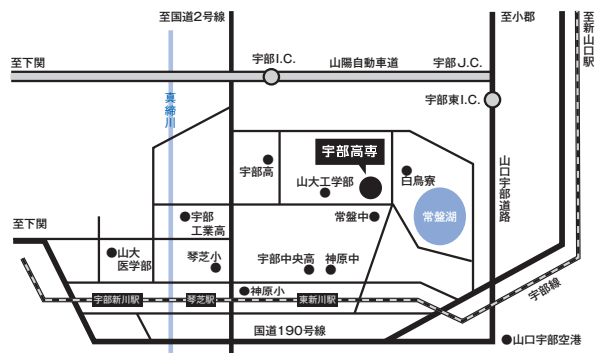 至国道2号線
至小郡
至新山口駅
至下関
宇部I.C.
山陽自動車道
宇部J.C.
真締川
宇部東I.C.
宇部高専
宇部高
山大工学部
白鳥寮
山口宇部道路
宇部
工業高
常盤中
常盤湖
至下関
山大
医学部
琴芝小
宇部中央高
神原中
神原小
宇部新川駅
琴芝駅
東新川駅
宇部線
国道190号線
山口宇部空港